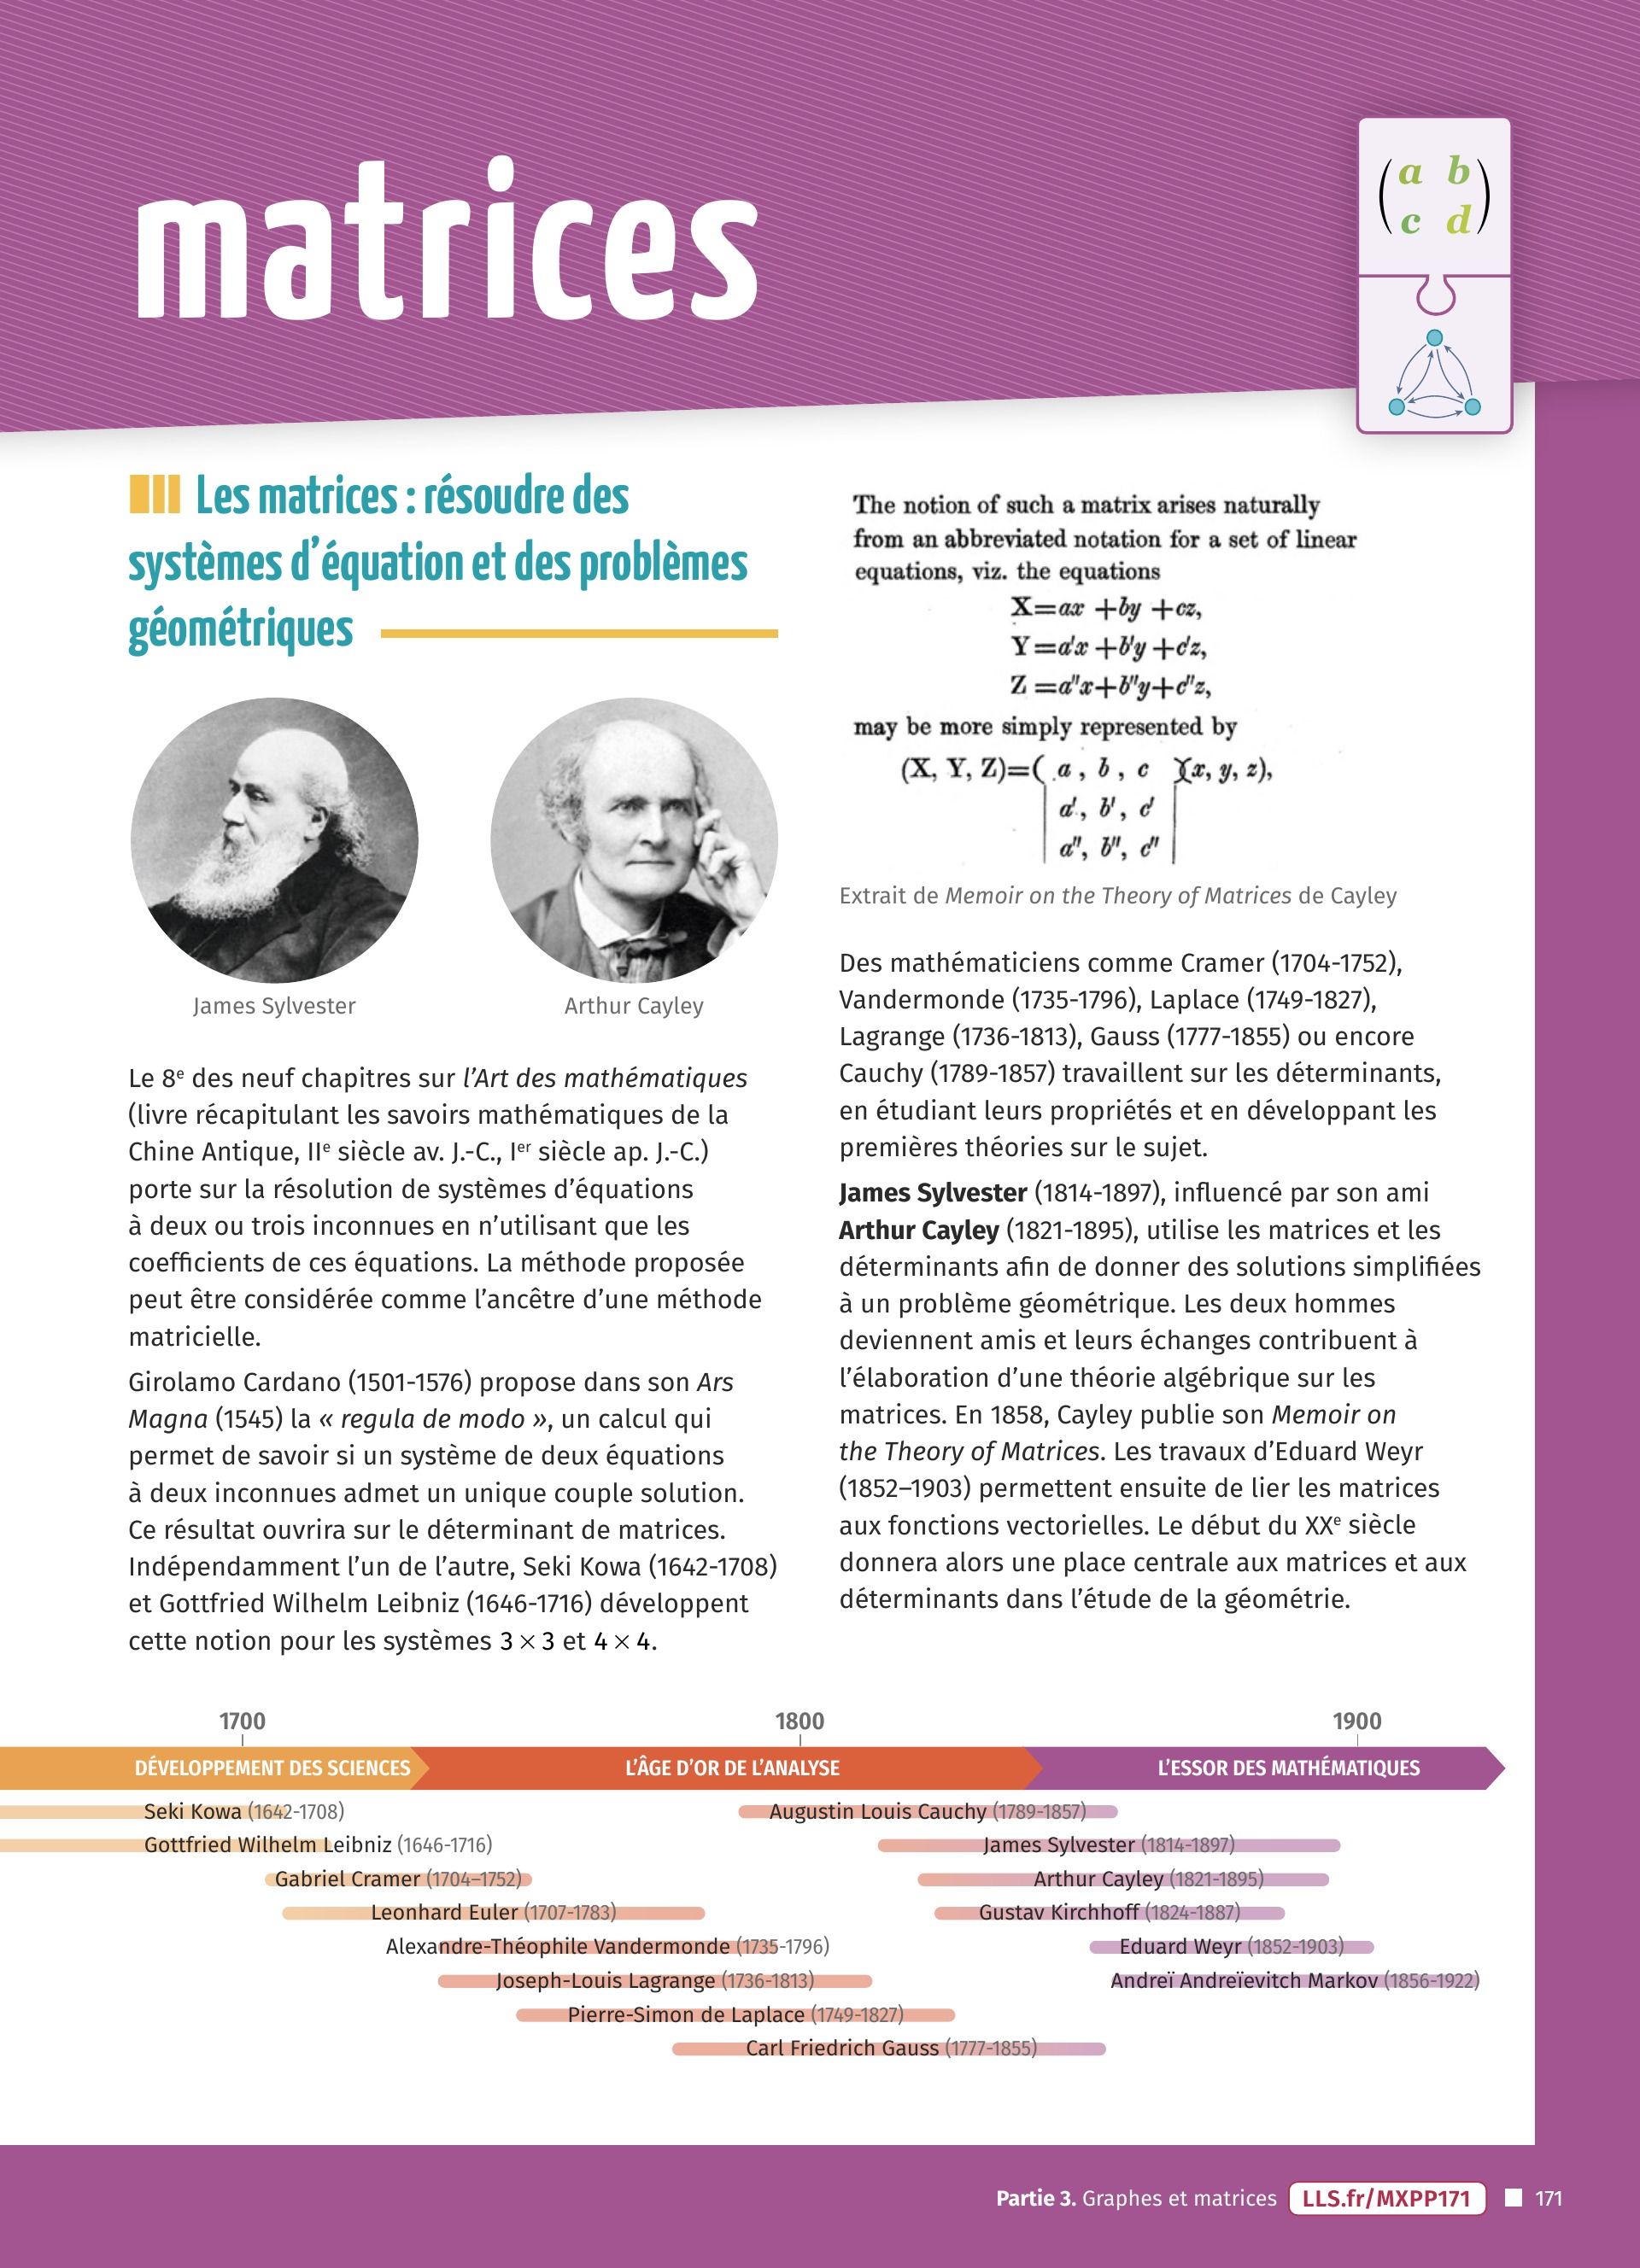 matrices
a b
c d
Les matrices : résoudre des
systèmes d’équation et des problèmes
géométriques
James Sylvester
Arthur Cayley
Le 8e des neuf chapitres sur l’Art des mathématiques
(livre récapitulant les savoirs mathématiques de la
Chine Antique, IIe siècle av. J.-C., Ier siècle ap. J.-C.)
porte sur la résolution de systèmes d’équations
à deux ou trois inconnues en n’utilisant que les
coefficients de ces équations. La méthode proposée
peut être considérée comme l’ancêtre d’une méthode
matricielle.
Girolamo Cardano (1501-1576) propose dans son Ars
Magna (1545) la « regula de modo », un calcul qui
permet de savoir si un système de deux équations
à deux inconnues admet un unique couple solution.
Ce résultat ouvrira sur le déterminant de matrices.
Indépendamment l’un de l’autre, Seki Kowa (1642-1708)
et Gottfried Wilhelm Leibniz (1646-1716) développent
cette notion pour les systèmes 3 × 3 et 4 × 4.
The notion of such a matrix arises naturally
from an abbreviated notation for a set of linear
equations, viz. the equations
X=ax +by +cz,
Y=a'x +b'y +c'z,
Z =a''x+b''y+c''z,
may be more simply represented by
(X, Y, Z)=( a , b , c )(x, y, z),
a', b', c'
a'', b'', c''
Extrait de Memoir on the Theory of Matrices de Cayley
Des mathématiciens comme Cramer (1704-1752),
Vandermonde (1735-1796), Laplace (1749-1827),
Lagrange (1736-1813), Gauss (1777-1855) ou encore
Cauchy (1789-1857) travaillent sur les déterminants,
en étudiant leurs propriétés et en développant les
premières théories sur le sujet.
James Sylvester (1814-1897), influencé par son ami
Arthur Cayley (1821-1895), utilise les matrices et les
déterminants afin de donner des solutions simplifiées
à un problème géométrique. Les deux hommes
deviennent amis et leurs échanges contribuent à
l’élaboration d’une théorie algébrique sur les
matrices. En 1858, Cayley publie son Memoir on
the Theory of Matrices. Les travaux d’Eduard Weyr
(1852–1903) permettent ensuite de lier les matrices
aux fonctions vectorielles. Le début du XXe siècle
donnera alors une place centrale aux matrices et aux
déterminants dans l’étude de la géométrie.
1700 1800 1900
DÉVELOPPEMENT DES SCIENCES L’ÂGE D’OR DE L’ANALYSE L’ESSOR DES MATHÉMATIQUES
Seki Kowa (1642-1708) Augustin Louis Cauchy (1789-1857)
Gottfried Wilhelm Leibniz (1646-1716) James Sylvester (1814-1897)
Gabriel Cramer (1704–1752) Arthur Cayley (1821-1895)
Leonhard Euler (1707-1783) Gustav Kirchhoff (1824-1887)
Alexandre-Théophile Vandermonde (1735-1796) Eduard Weyr (1852-1903)
Joseph-Louis Lagrange (1736-1813) Andreï Andreïevitch Markov (1856-1922)
Pierre-Simon de Laplace (1749-1827)
Carl Friedrich Gauss (1777-1855)
Partie 3. Graphes et matrices LLS.fr/MXPP171 171